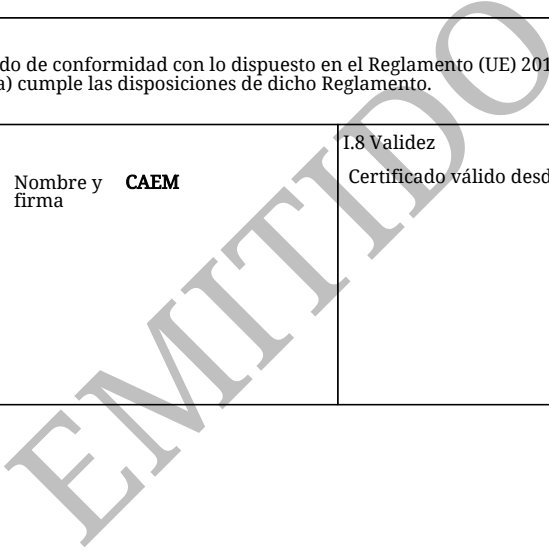 do de conformidad con lo dispuesto en el Reglamento (UE) 201
a) cumple las disposiciones de dicho Reglamento.
I.8 Validez
Certificado válido desd
Nombre y CAEM
firma
EMITIDO